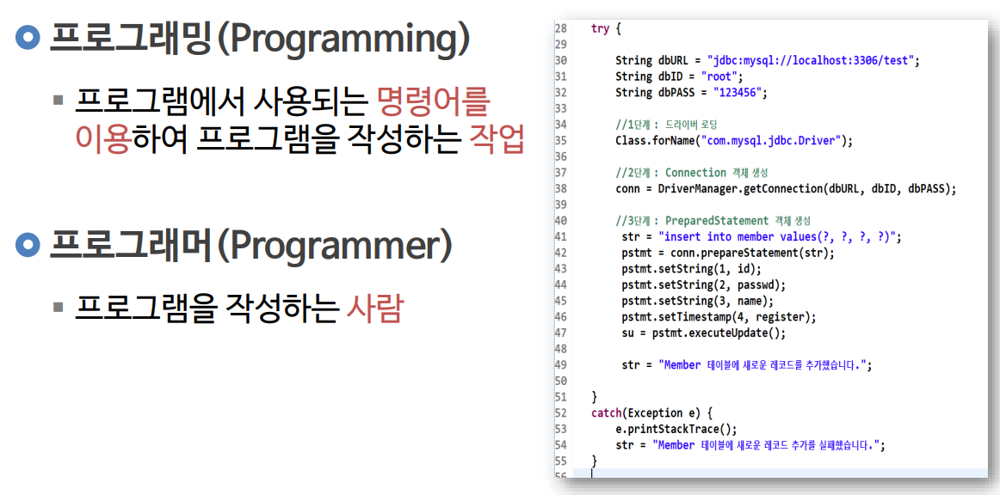 프로그래밍(Programming)
프로그램에서 사용되는 명령어를
이용하여 프로그램을 작성하는 작업
프로그래머(Programmer)
프로그램을 작성하는 사람
28 try {
29
30 String dbURL = "jdbc:mysql://localhost:3306/test";
31 String dbID = "root";
32 String dbPASS = "123456";
33
34 //1단계 : 드라이버 로딩
35 Class.forName("com.mysql.jdbc.Driver");
36
37 //2단계 : Connection 객체 생성
38 conn = DriverManager.getConnection(dbURL, dbID, dbPASS);
39
40 //3단계 : PreparedStatement 객체 생성
41 str = "insert into member values(?, ?, ?, ?)";
42 pstmt = conn.prepareStatement(str);
43 pstmt.setString(1, id);
44 pstmt.setString(2, passwd);
45 pstmt.setString(3, name);
46 pstmt.setTimestamp(4, register);
47 su = pstmt.executeUpdate();
48
49 str = "Member 테이블에 새로운 레코드를 추가했습니다.";
50
51 }
52 catch(Exception e) {
53 e.printStackTrace();
54 str = "Member 테이블에 새로운 레코드 추가를 실패했습니다.";
55 }
56